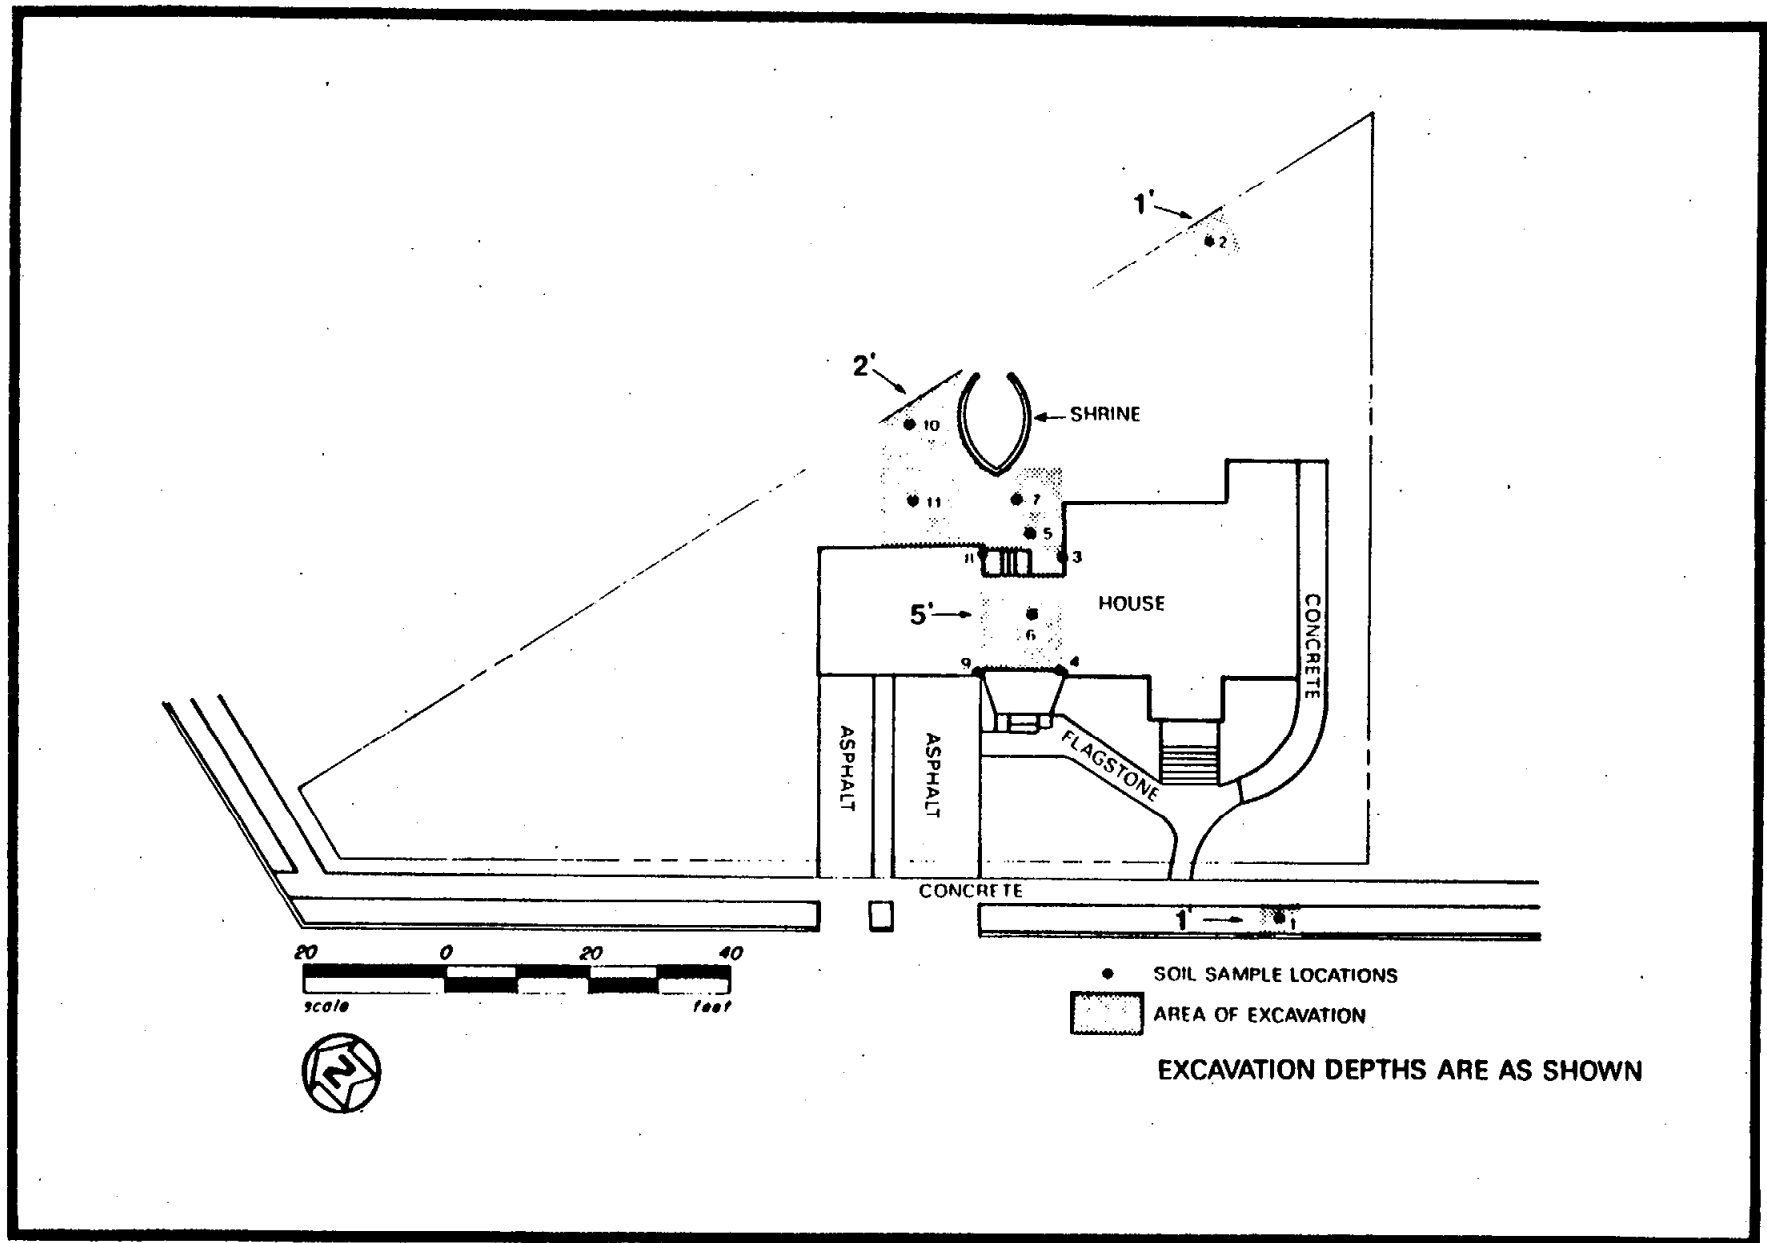 1'
2
2'
10
SHRINE
11
7
5
3
HOUSE
5'
6
9
4
CONCRETE
ASPHALT
ASPHALT
FLAGSTONE
CONCRETE
1'
1
20 0 20 40
scale feet
SOIL SAMPLE LOCATIONS
AREA OF EXCAVATION
N
EXCAVATION DEPTHS ARE AS SHOWN